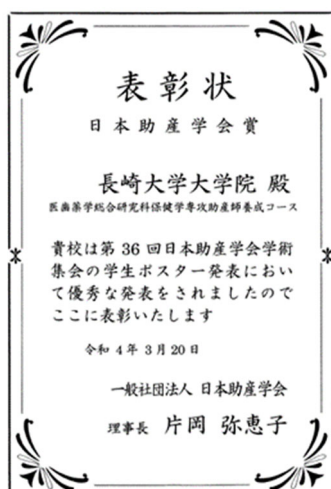 表彰状
日本助産学会賞
長崎大学大学院 殿
医歯薬学総合研究科保健学専攻助産師養成コース
貴校は第36回日本助産学会学術
集会の学生ポスター発表におい
て優秀な発表をされましたので
ここに表彰いたします
令和4年3月20日
一般社団法人 日本助産学会
理事長 片岡 弥恵子